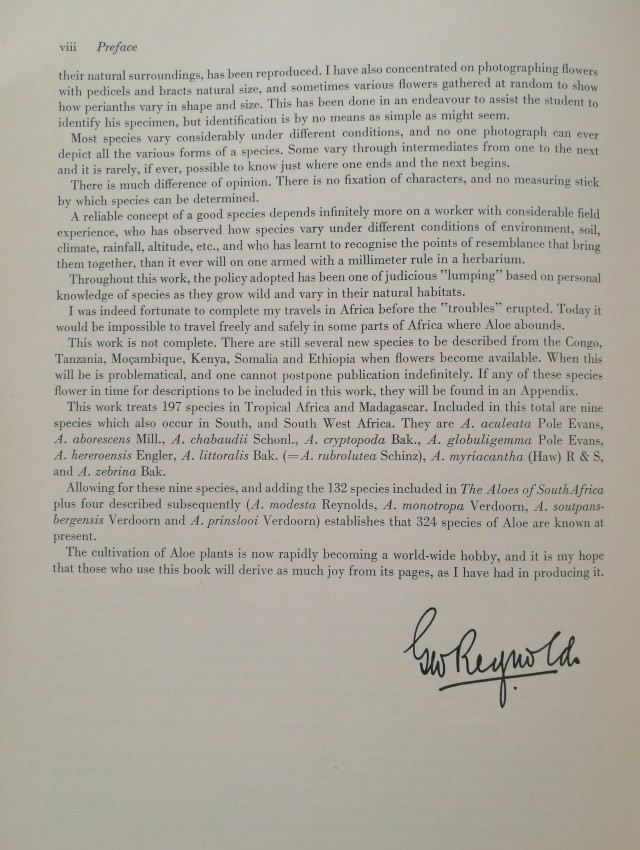 viii Preface
their natural surroundings, has been reproduced. I have also concentrated on photographing flowers
with pedicels and bracts natural size, and sometimes various flowers gathered at random to show
how perianths vary in shape and size. This has been done in an endeavour to assist the student to
identify his specimen, but identification is by no means as simple as might seem.
Most species vary considerably under different conditions, and no one photograph can ever
depict all the various forms of a species. Some vary through intermediates from one to the next
and it is rarely, if ever, possible to know just where one ends and the next begins.
There is much difference of opinion. There is no fixation of characters, and no measuring stick
by which species can be determined.
A reliable concept of a good species depends infinitely more on a worker with considerable field
experience, who has observed how species vary under different conditions of environment, soil,
climate, rainfall, altitude, etc., and who has learnt to recognise the points of resemblance that bring
them together, than it ever will on one armed with a millimeter rule in a herbarium.
Throughout this work, the policy adopted has been one of judicious "lumping" based on personal
knowledge of species as they grow wild and vary in their natural habitats.
I was indeed fortunate to complete my travels in Africa before the "troubles" erupted. Today it
would be impossible to travel freely and safely in some parts of Africa where Aloe abounds.
This work is not complete. There are still several new species to be described from the Congo,
Tanzania, Moçambique, Kenya, Somalia and Ethiopia when flowers become available. When this
will be is problematical, and one cannot postpone publication indefinitely. If any of these species
flower in time for descriptions to be included in this work, they will be found in an Appendix.
This work treats 197 species in Tropical Africa and Madagascar. Included in this total are nine
species which also occur in South, and South West Africa. They are A. aculeata Pole Evans,
A. aborescens Mill., A. chabaudii Schonl., A. cryptopoda Bak., A. globuligemma Pole Evans,
A. hereroensis Engler, A. littoralis Bak. (=A. rubrolutea Schinz), A. myriacantha (Haw) R & S,
and A. zebrina Bak.
Allowing for these nine species, and adding the 132 species included in The Aloes of South Africa
plus four described subsequently (A. modesta Reynolds, A. monotropa Verdoorn, A. soutpans-
bergensis Verdoorn and A. prinslooi Verdoorn) establishes that 324 species of Aloe are known at
present.
The cultivation of Aloe plants is now rapidly becoming a world-wide hobby, and it is my hope
that those who use this book will derive as much joy from its pages, as I have had in producing it.
Geo Reynolds